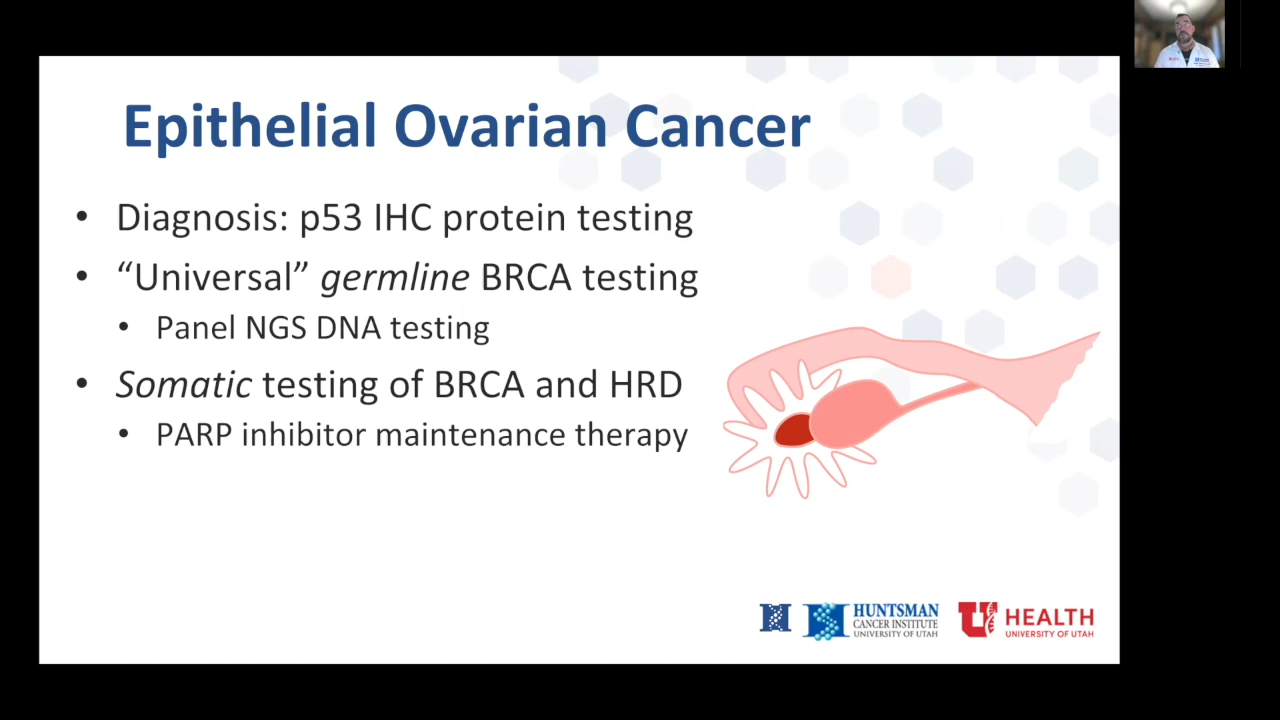 Epithelial Ovarian Cancer
• Diagnosis: p53 IHC protein testing
• “Universal” germline BRCA testing
• Panel NGS DNA testing
• Somatic testing of BRCA and HRD
• PARP inhibitor maintenance therapy
HUNTSMAN
CANCER INSTITUTE
UNIVERSITY OF UTAH
U HEALTH
UNIVERSITY OF UTAH